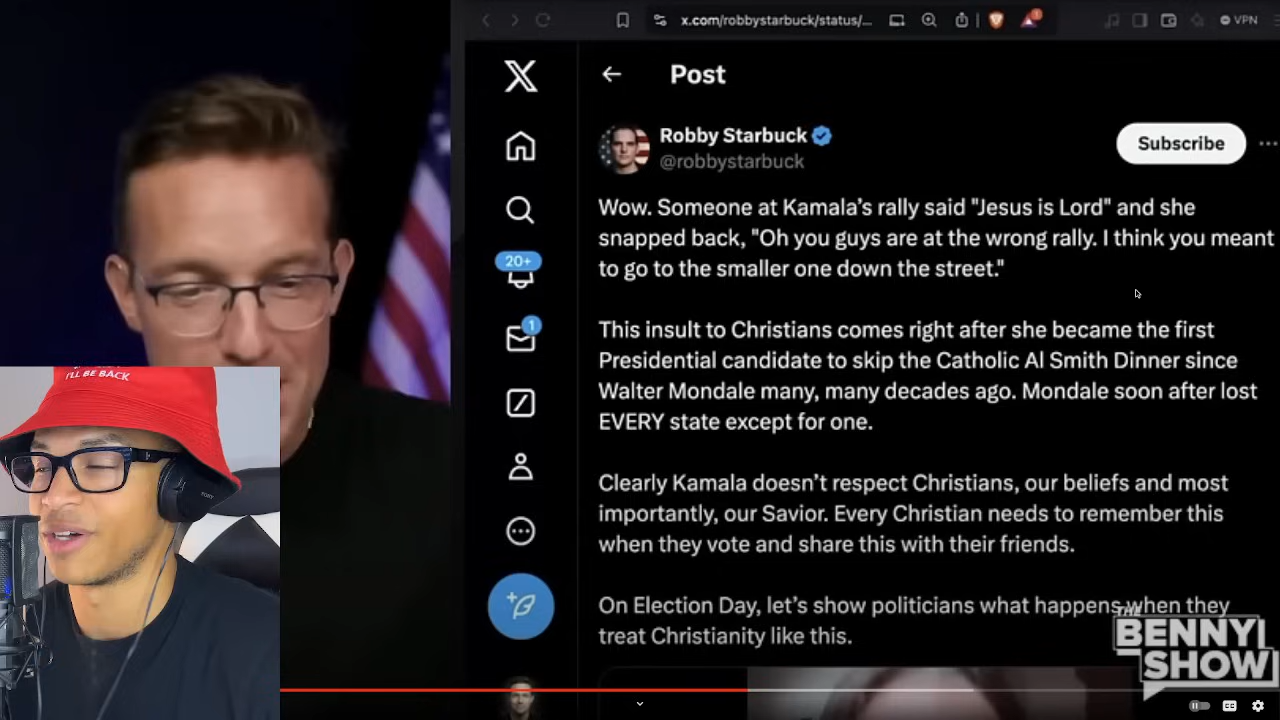 x.com/robbystarbuck/status/...
1
VPN
Post
Robby Starbuck
@robbystarbuck
Subscribe
Wow. Someone at Kamala’s rally said "Jesus is Lord" and she
snapped back, "Oh you guys are at the wrong rally. I think you meant
to go to the smaller one down the street."
20+
1
This insult to Christians comes right after she became the first
Presidential candidate to skip the Catholic Al Smith Dinner since
Walter Mondale many, many decades ago. Mondale soon after lost
EVERY state except for one.
Clearly Kamala doesn’t respect Christians, our beliefs and most
importantly, our Savior. Every Christian needs to remember this
when they vote and share this with their friends.
On Election Day, let’s show politicians what happens when they
treat Christianity like this.
I'LL BE BACK
SONY
THE
BENNY
SHOW
CC